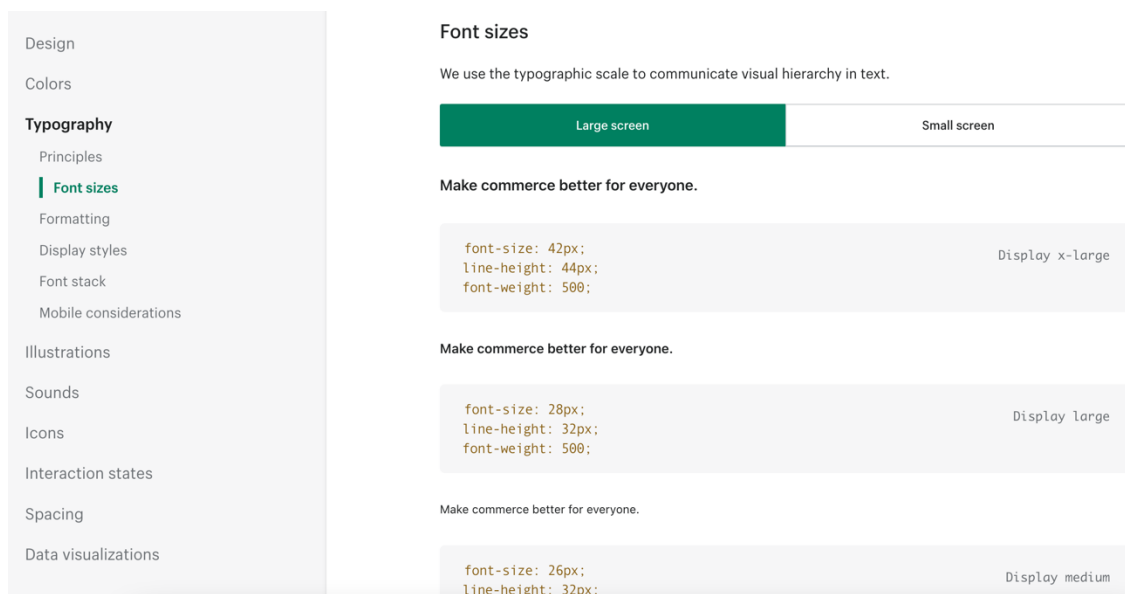 Design
Colors
Typography
Principles
Font sizes
Formatting
Display styles
Font stack
Mobile considerations
Illustrations
Sounds
Icons
Interaction states
Spacing
Data visualizations
Font sizes
We use the typographic scale to communicate visual hierarchy in text.
Large screen
Small screen
Make commerce better for everyone.
font-size: 42px;
line-height: 44px;
font-weight: 500;
Display x-large
Make commerce better for everyone.
font-size: 28px;
line-height: 32px;
font-weight: 500;
Display large
Make commerce better for everyone.
font-size: 26px;
line-height: 32px;
Display medium